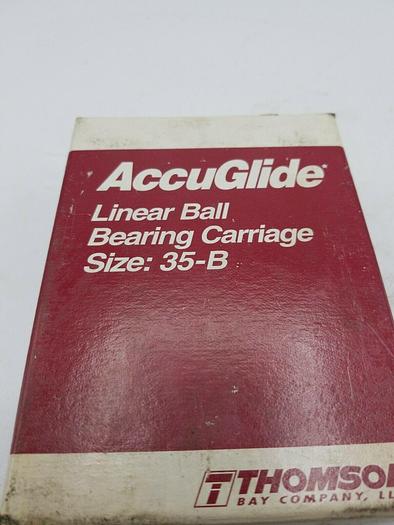 AccuGlide®
Linear Ball
Bearing Carriage
Size: 35-B
THOMSO
BAY COMPANY, LL